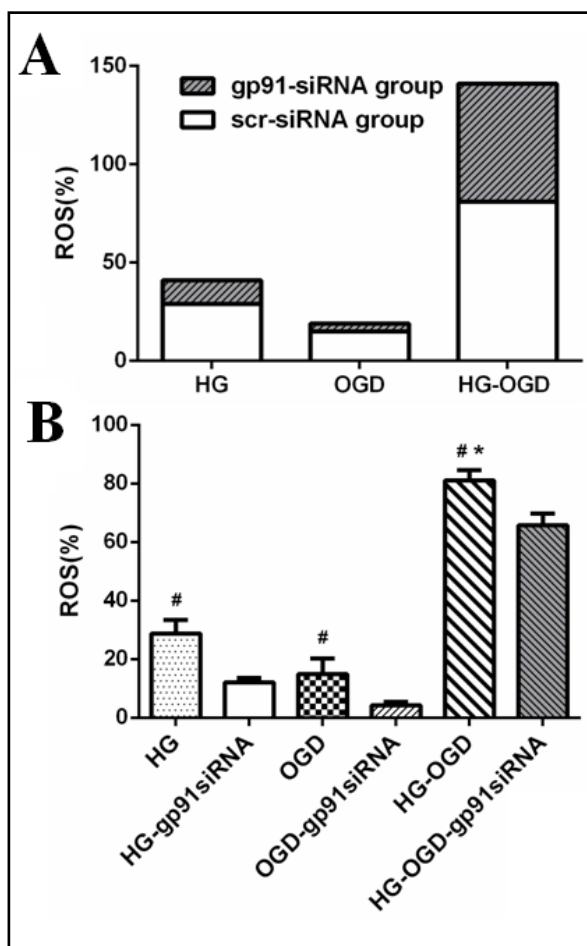 A
150
gp91-siRNA group
scr-siRNA group
100
ROS(%)
50
0
HG
OGD
HG-OGD
B
100
# *
80
60
ROS(%)
40
#
#
20
0
HG
HG-gp91siRNA
OGD
OGD-gp91siRNA
HG-OGD
HG-OGD-gp91siRNA